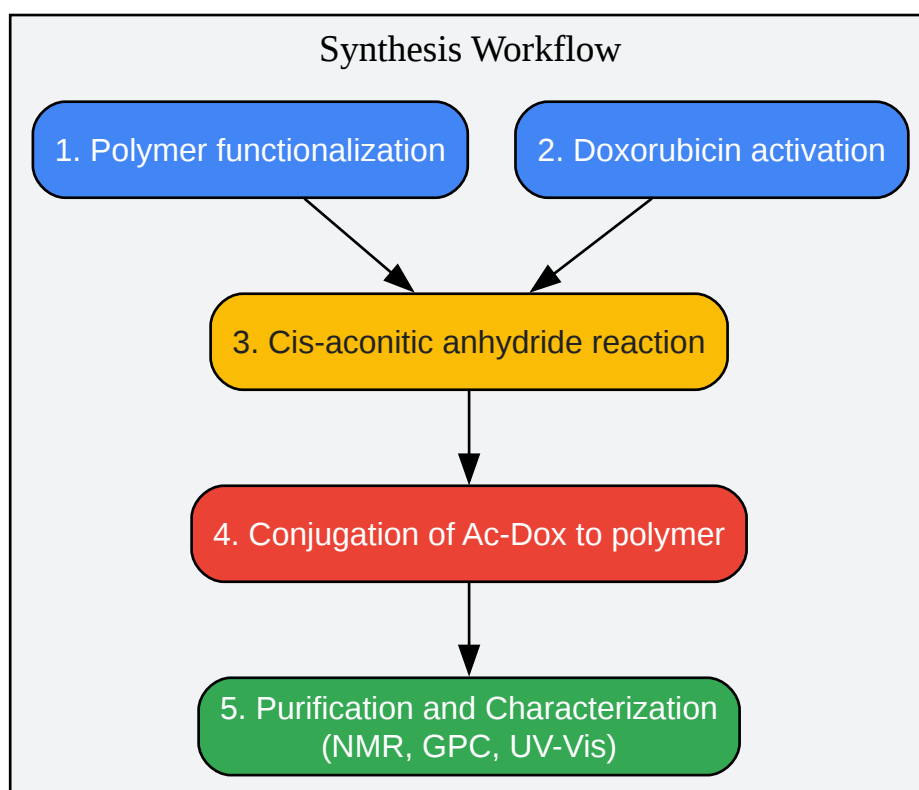 Synthesis Workflow
1. Polymer functionalization
2. Doxorubicin activation
3. Cis-aconitic anhydride reaction
4. Conjugation of Ac-Dox to polymer
5. Purification and Characterization
(NMR, GPC, UV-Vis)